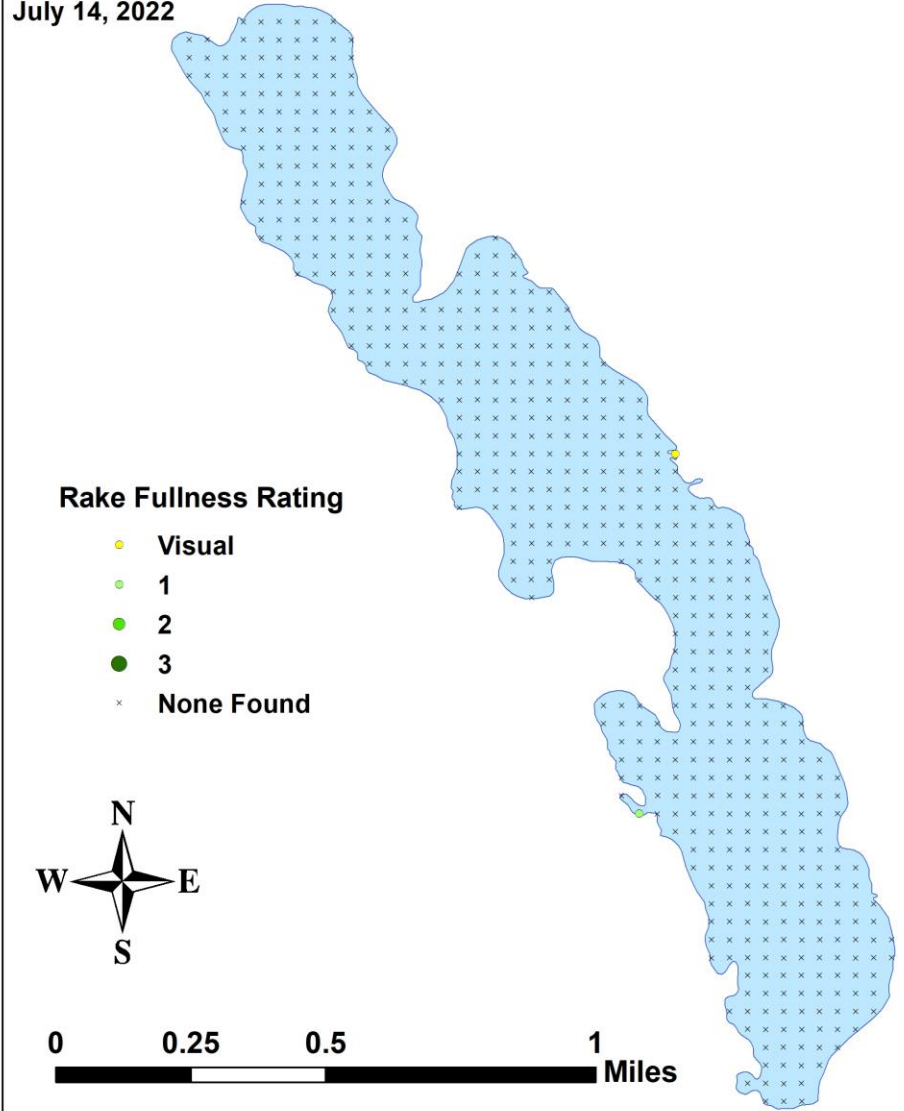 July 14, 2022
Rake Fullness Rating
Visual
1
2
3
None Found
N
W E
S
0 0.25 0.5 1
Miles